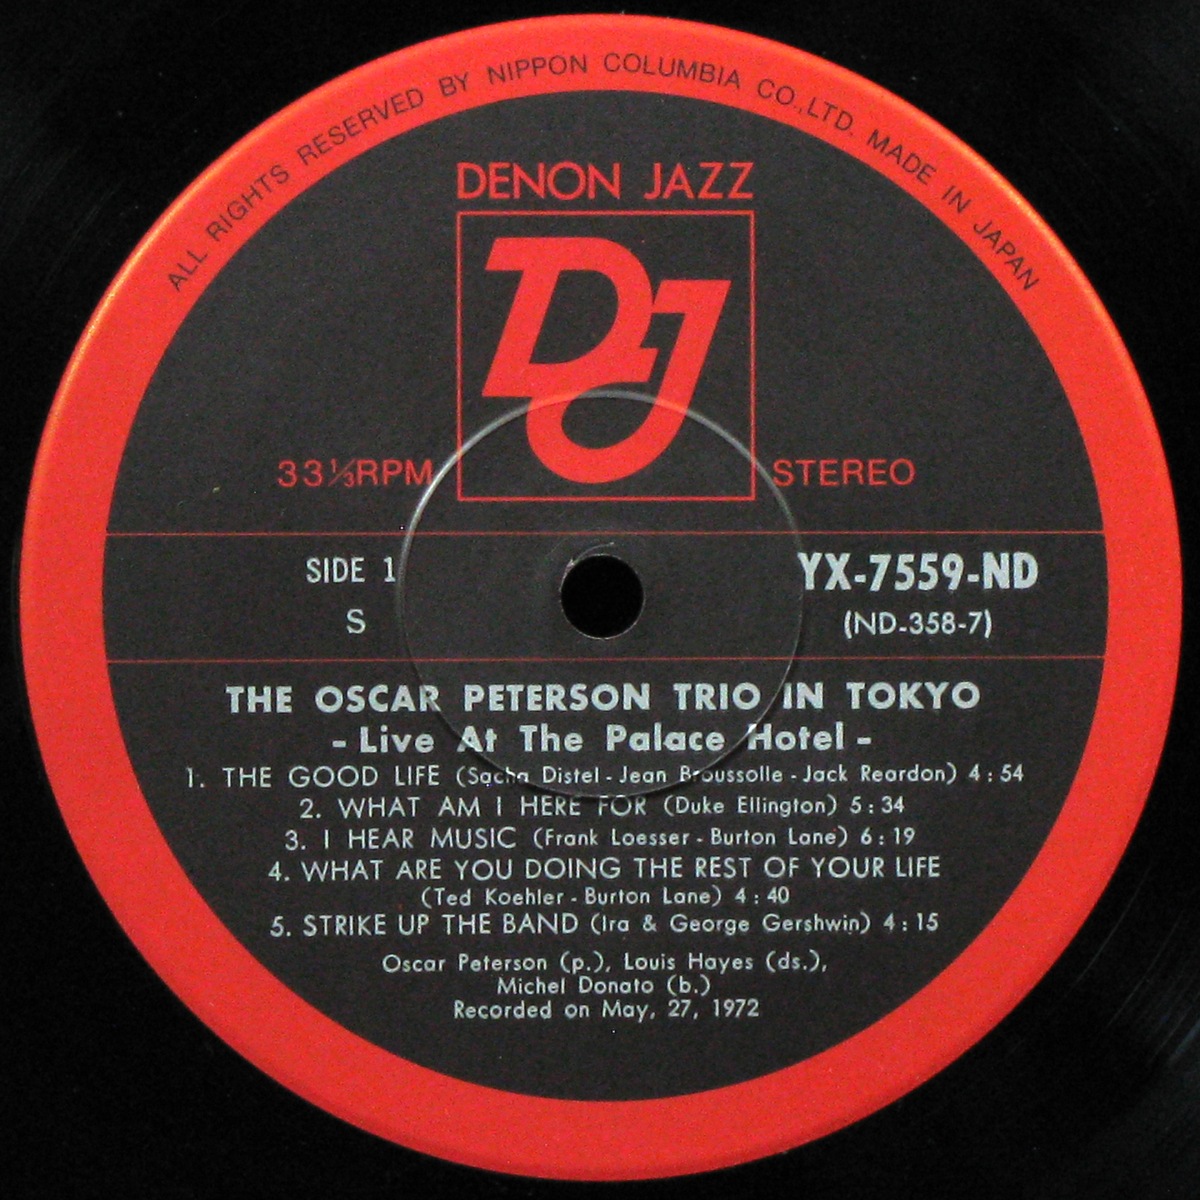 ALL RIGHTS RESERVED BY NIPPON COLUMBIA CO.,LTD. MADE IN JAPAN
DENON JAZZ
DJ
33⅓RPM STEREO
SIDE 1 YX-7559-ND
S (ND-358-7)
THE OSCAR PETERSON TRIO IN TOKYO
- Live At The Palace Hotel -
1. THE GOOD LIFE (Sacha Distel - Jean Broussolle - Jack Reardon) 4 : 54
2. WHAT AM I HERE FOR (Duke Ellington) 5 : 34
3. I HEAR MUSIC (Frank Loesser - Burton Lane) 6 : 19
4. WHAT ARE YOU DOING THE REST OF YOUR LIFE
(Ted Koehler - Burton Lane) 4 : 40
5. STRIKE UP THE BAND (Ira & George Gershwin) 4 : 15
Oscar Peterson (p.), Louis Hayes (ds.),
Michel Donato (b.)
Recorded on May, 27, 1972